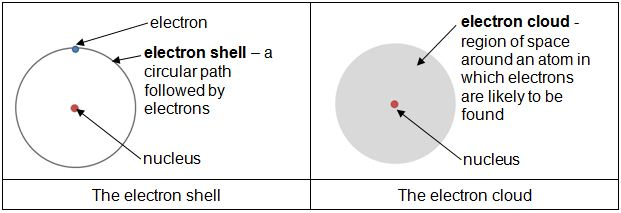 electron
electron shell – a
circular path
followed by
electrons
nucleus
The electron shell
electron cloud -
region of space
around an atom in
which electrons
are likely to be
found
nucleus
The electron cloud